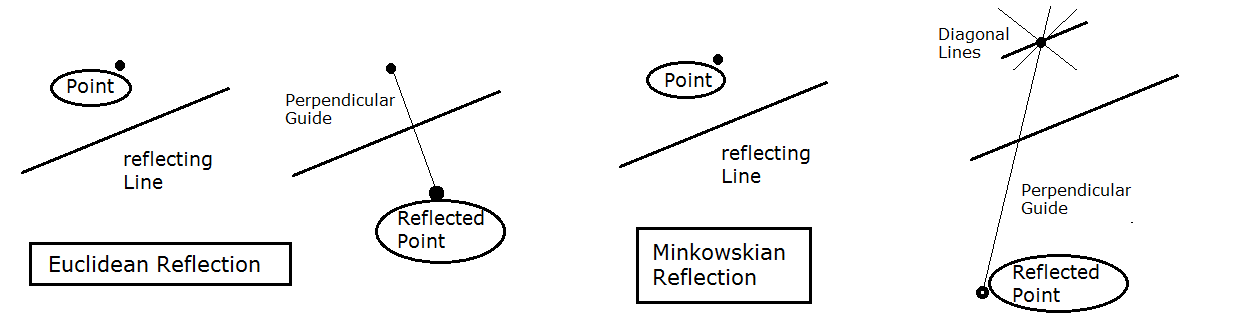 Point
reflecting
Line
Euclidean Reflection
Perpendicular
Guide
Reflected
Point
Point
reflecting
Line
Minkowskian
Reflection
Diagonal
Lines
Perpendicular
Guide
Reflected
Point